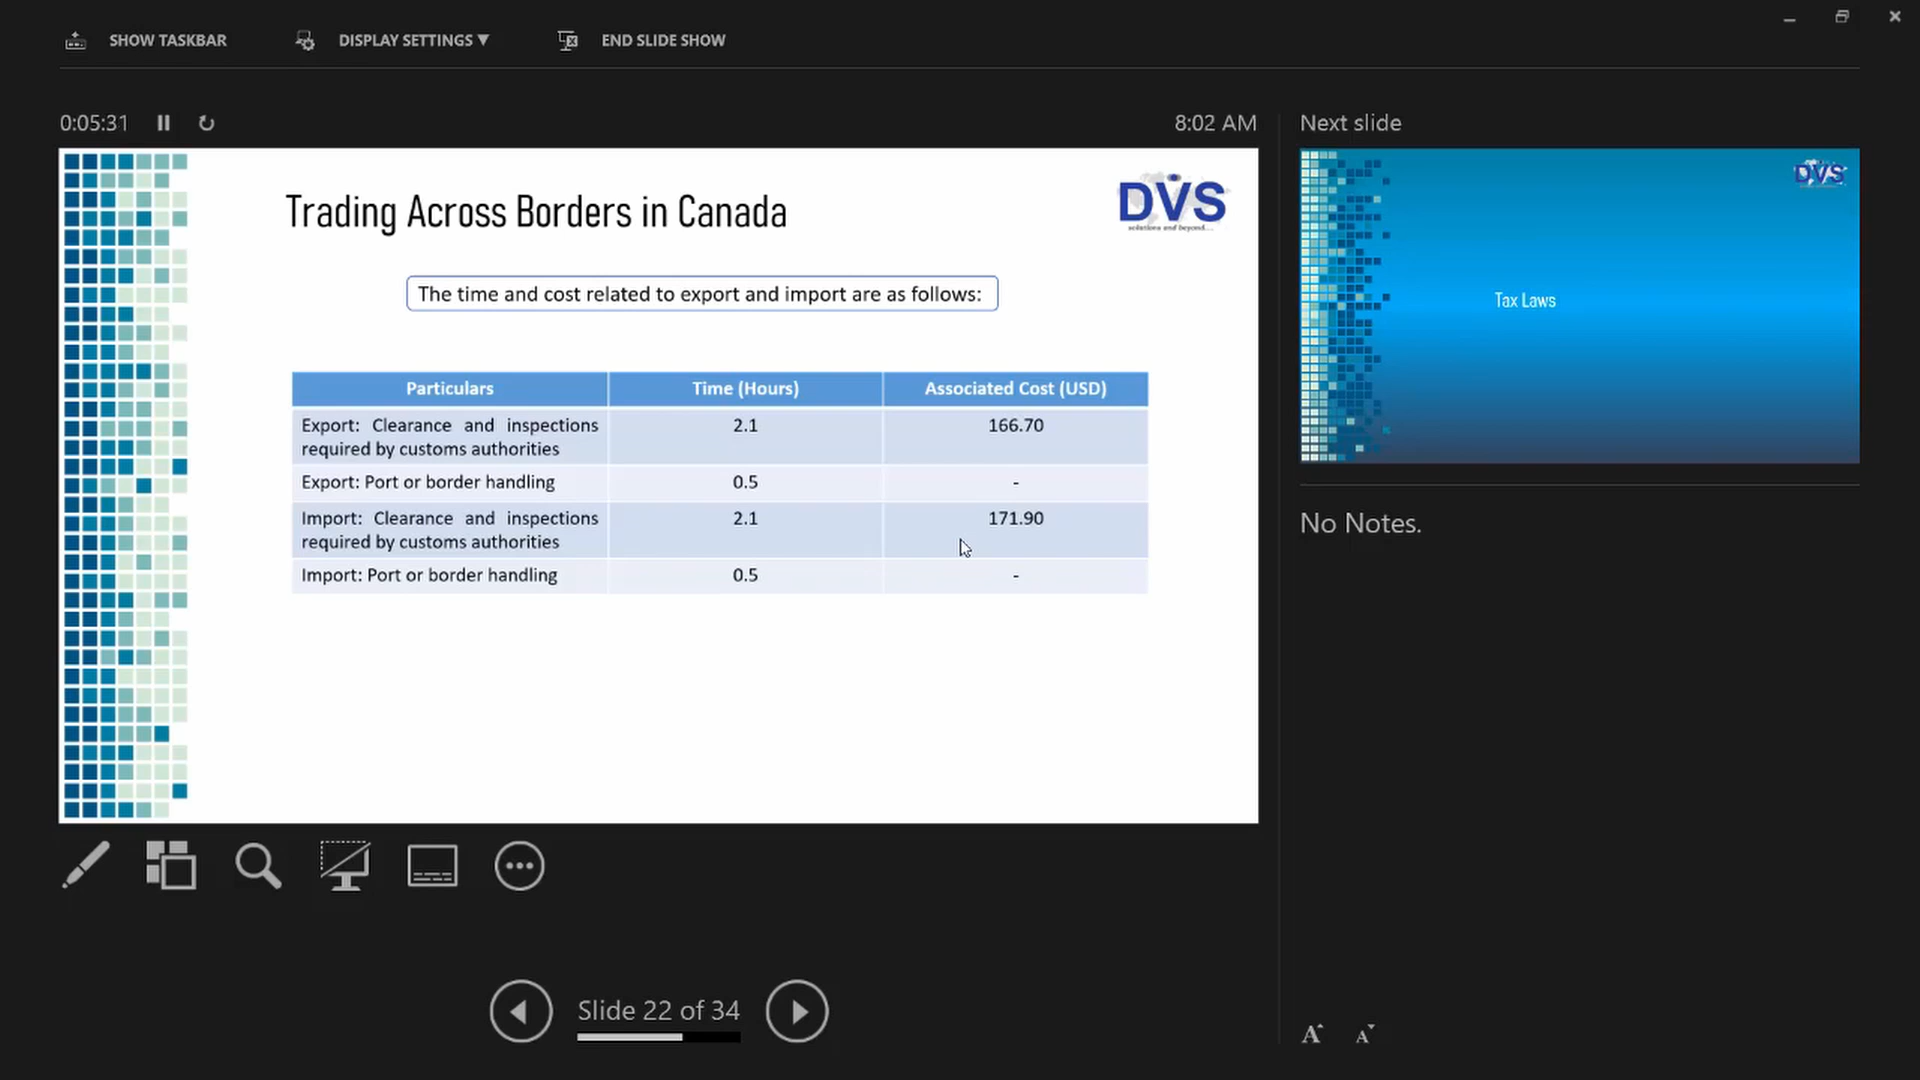 SHOW TASKBAR
DISPLAY SETTINGS ▼
END SLIDE SHOW
0:05:31
8:02 AM
Trading Across Borders in Canada
DVS
solutions and beyond...
The time and cost related to export and import are as follows:
Particulars Time (Hours) Associated Cost (USD)
Export: Clearance and inspections 2.1 166.70
required by customs authorities
Export: Port or border handling 0.5 -
Import: Clearance and inspections 2.1 171.90
required by customs authorities
Import: Port or border handling 0.5 -
Slide 22 of 34
Next slide
DVS
Tax Laws
No Notes.
A A